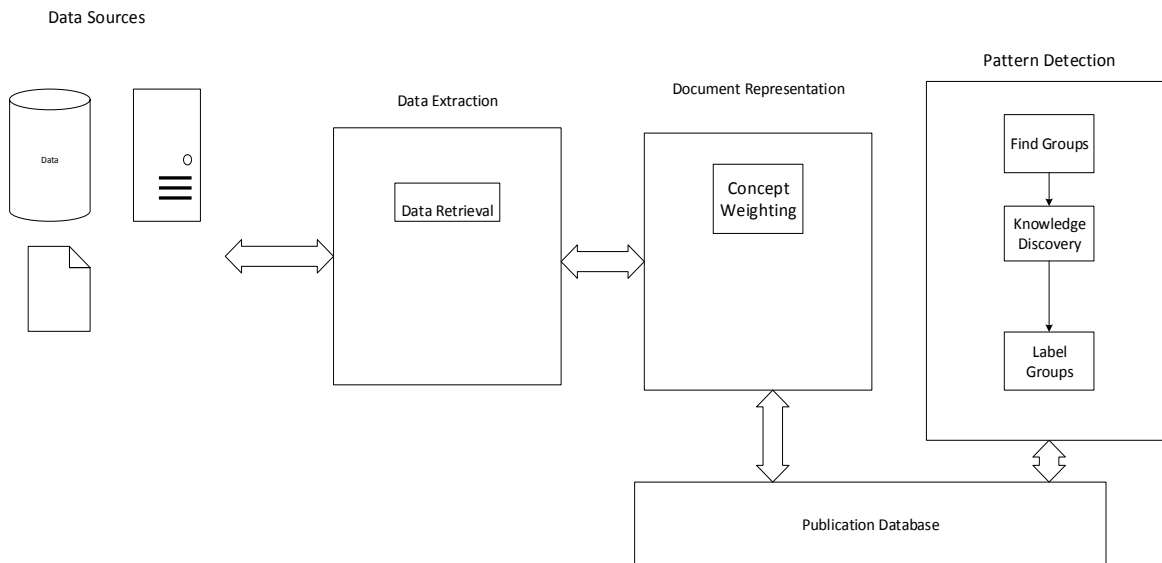 Data Sources
Pattern Detection
Data Extraction
Document Representation
Data
Data Retrieval
Concept
Weighting
Find Groups
Knowledge
Discovery
Label
Groups
Publication Database